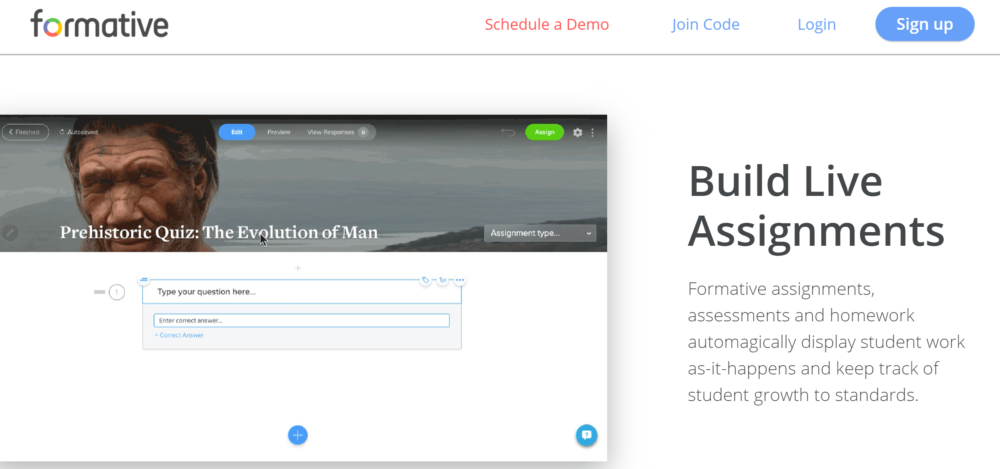 formative
Schedule a Demo
Join Code
Login
Sign up
Finished
Autosaved
Edit
Preview
View Responses 0
Assign
Prehistoric Quiz: The Evolution of Man
Assignment type...
1
1pt
Type your question here...
Enter correct answer...
+ Correct Answer
?
Build Live
Assignments
Formative assignments,
assessments and homework
automagically display student work
as-it-happens and keep track of
student growth to standards.